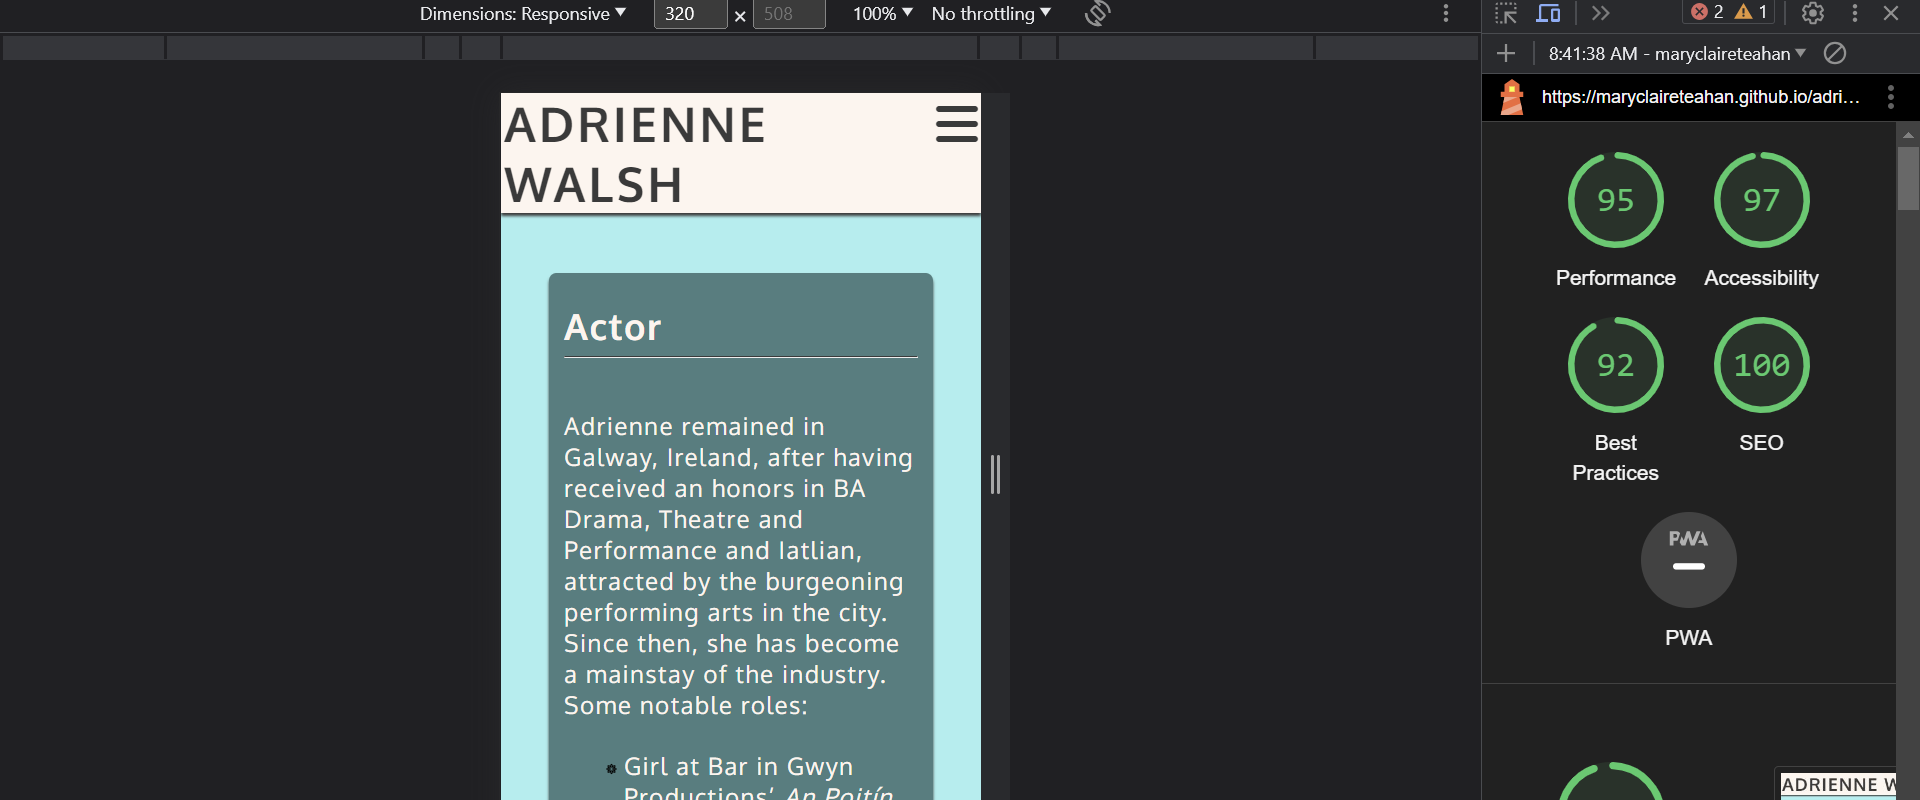 Dimensions: Responsive 320 × 508 100% No throttling
2 1
8:41:38 AM - maryclaireteahan
https://maryclaireteahan.github.io/adri...
ADRIENNE
WALSH
Actor
Adrienne remained in
Galway, Ireland, after having
received an honors in BA
Drama, Theatre and
Performance and Iatlian,
attracted by the burgeoning
performing arts in the city.
Since then, she has become
a mainstay of the industry.
Some notable roles:
Girl at Bar in Gwyn
Productions’, An Poitín
95 97
Performance Accessibility
92 100
Best SEO
Practices
PWA
PWA
ADRIENNE W